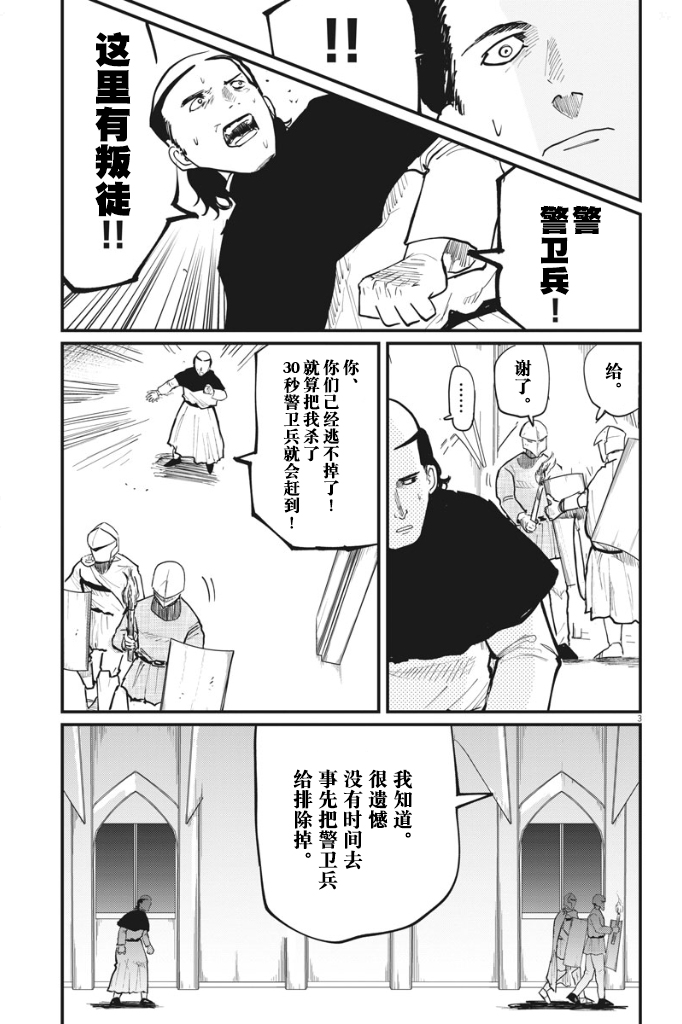 !!
警
警卫兵!
这里有叛徒!!
给。
谢了。
……
你、
你们已经逃不掉了!
就算把我杀了
30秒警卫兵就会赶到!
3
我知道。
很遗憾
没有时间去
事先把警卫兵
给排除掉。